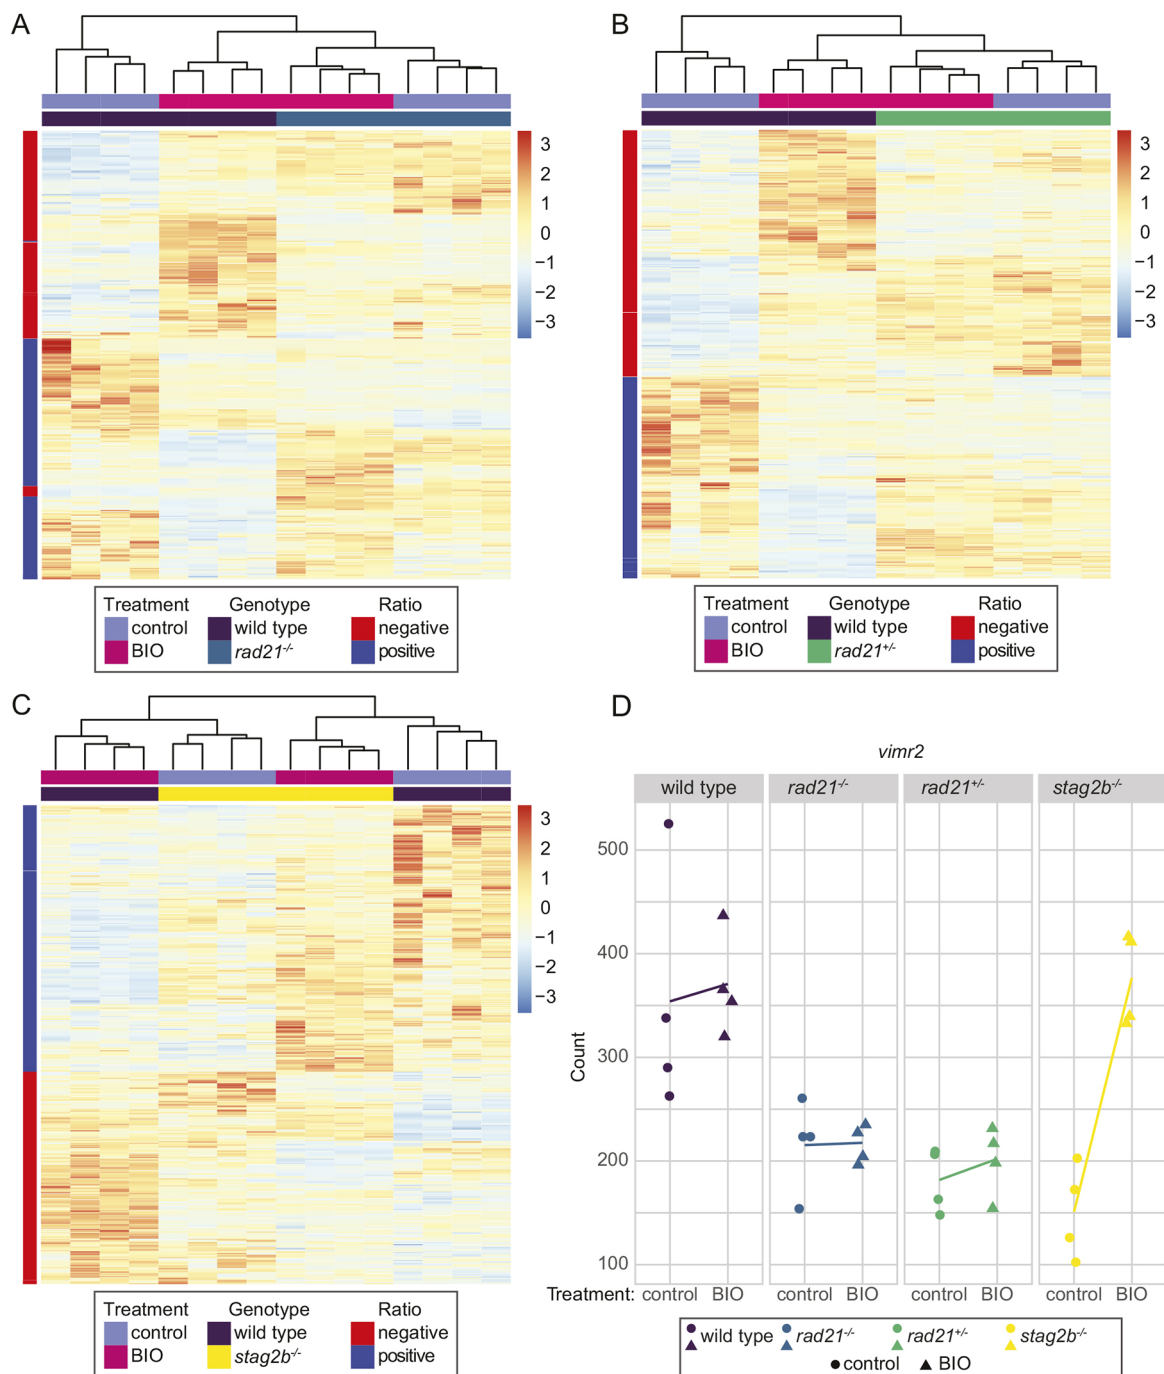 A
3
2
1
0
−1
−2
−3
Treatment Genotype Ratio
control wild type negative
BIO rad21-/- positive
B
3
2
1
0
−1
−2
−3
Treatment Genotype Ratio
control wild type negative
BIO rad21+/- positive
C
3
2
1
0
−1
−2
−3
Treatment Genotype Ratio
control wild type negative
BIO stag2b-/- positive
D
vimr2
wild type rad21-/- rad21+/- stag2b-/-
Count
500
400
300
200
100
Treatment: control BIO control BIO control BIO control BIO
wild type rad21-/- rad21+/- stag2b-/-
control BIO